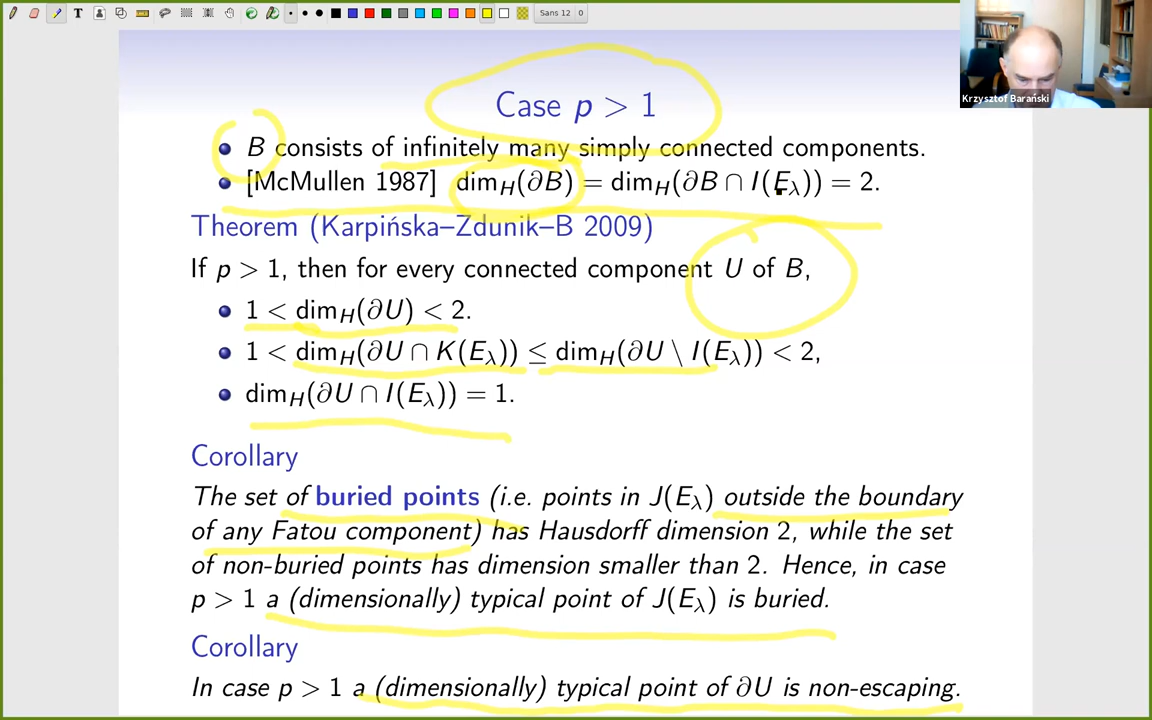 T
Sans 12
0
Krzysztof Barański
Case p > 1
B consists of infinitely many simply connected components.
[McMullen 1987] dim_H(∂B) = dim_H(∂B ∩ I(E_λ)) = 2.
Theorem (Karpińska–Zdunik–B 2009)
If p > 1, then for every connected component U of B,
1 < dim_H(∂U) < 2.
1 < dim_H(∂U ∩ K(E_λ)) ≤ dim_H(∂U \ I(E_λ)) < 2,
dim_H(∂U ∩ I(E_λ)) = 1.
Corollary
The set of buried points (i.e. points in J(E_λ) outside the boundary
of any Fatou component) has Hausdorff dimension 2, while the set
of non-buried points has dimension smaller than 2. Hence, in case
p > 1 a (dimensionally) typical point of J(E_λ) is buried.
Corollary
In case p > 1 a (dimensionally) typical point of ∂U is non-escaping.